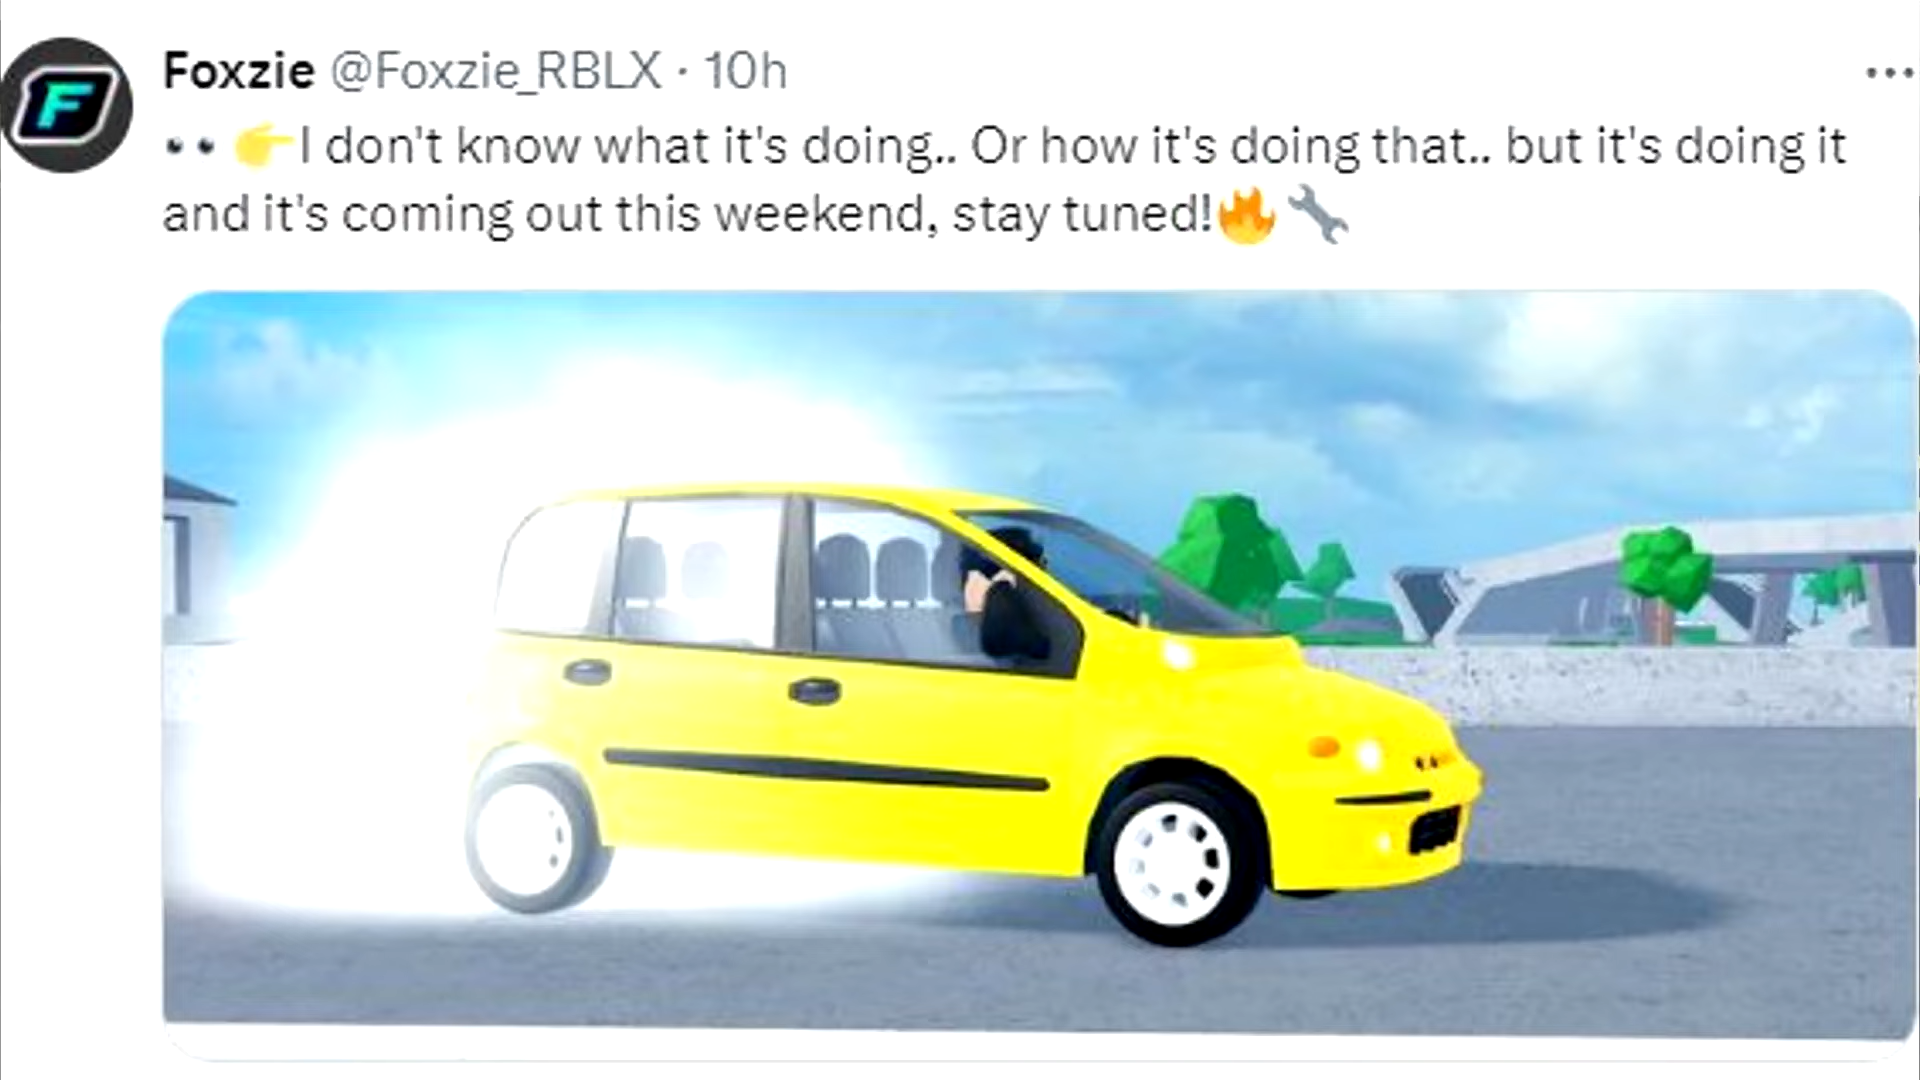 F
Foxzie @Foxzie_RBLX · 10h
👀 👉I don't know what it's doing.. Or how it's doing that.. but it's doing it
and it's coming out this weekend, stay tuned!🔥🔧